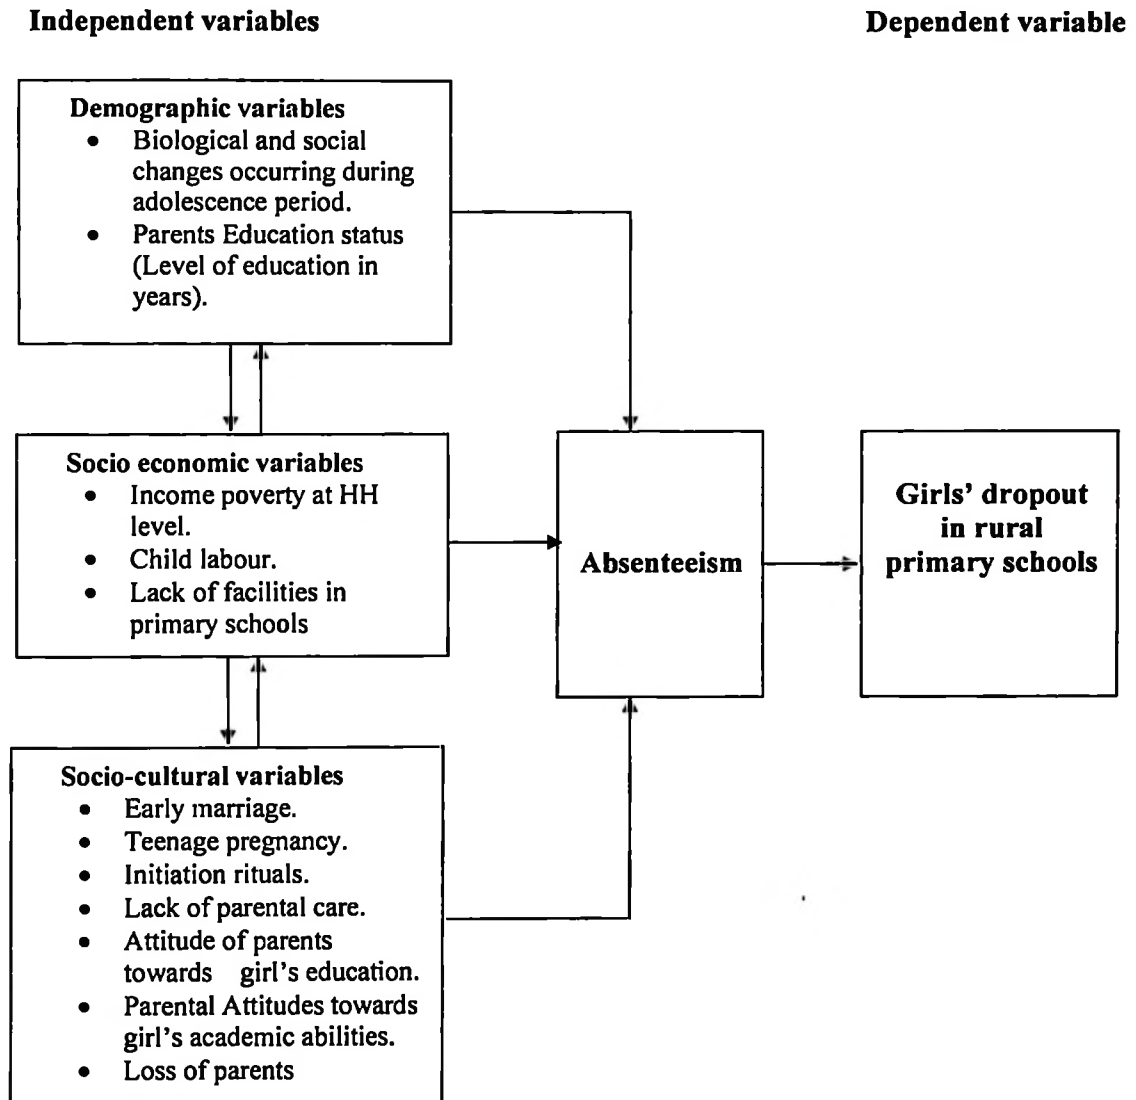 Independent variables
Dependent variable
Demographic variables
• Biological and social
changes occurring during
adolescence period.
• Parents Education status
(Level of education in
years).
Socio economic variables
• Income poverty at HH
level.
• Child labour.
• Lack of facilities in
primary schools
Absenteeism
Girls' dropout
in rural
primary schools
Socio-cultural variables
• Early marriage.
• Teenage pregnancy.
• Initiation rituals.
• Lack of parental care.
• Attitude of parents
towards girl's education.
• Parental Attitudes towards
girl's academic abilities.
• Loss of parents